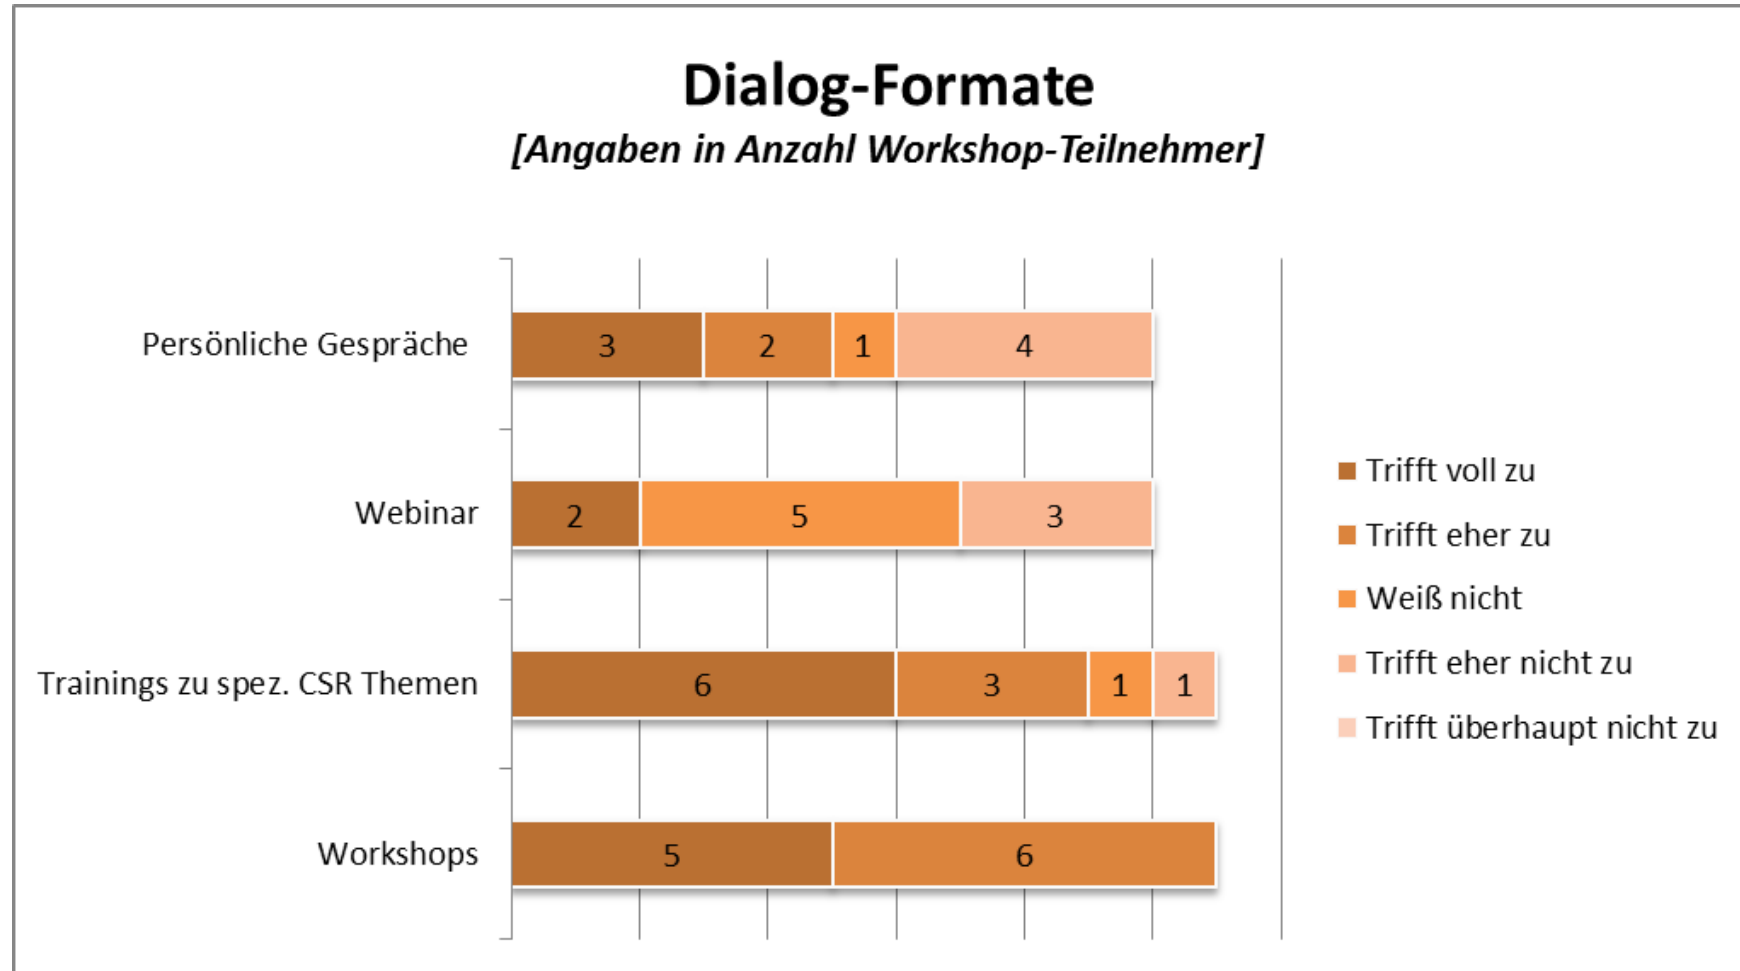 Dialog-Formate
[Angaben in Anzahl Workshop-Teilnehmer]
Persönliche Gespräche
3
2
1
4
Webinar
2
5
3
Trainings zu spez. CSR Themen
6
3
1
1
Workshops
5
6
Trifft voll zu
Trifft eher zu
Weiß nicht
Trifft eher nicht zu
Trifft überhaupt nicht zu